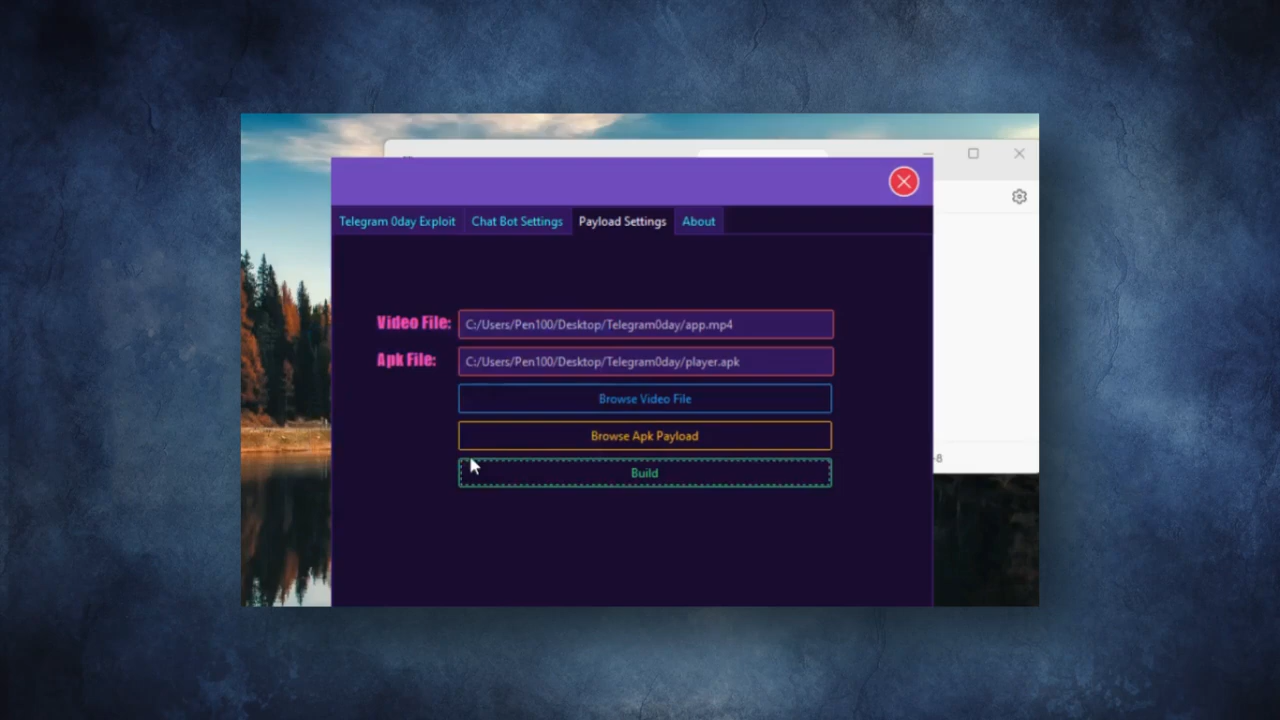 Telegram 0day Exploit Chat Bot Settings Payload Settings About
Video File: C:/Users/Pen100/Desktop/Telegram0day/app.mp4
Apk File: C:/Users/Pen100/Desktop/Telegram0day/player.apk
Browse Video File
Browse Apk Payload
-8
Build